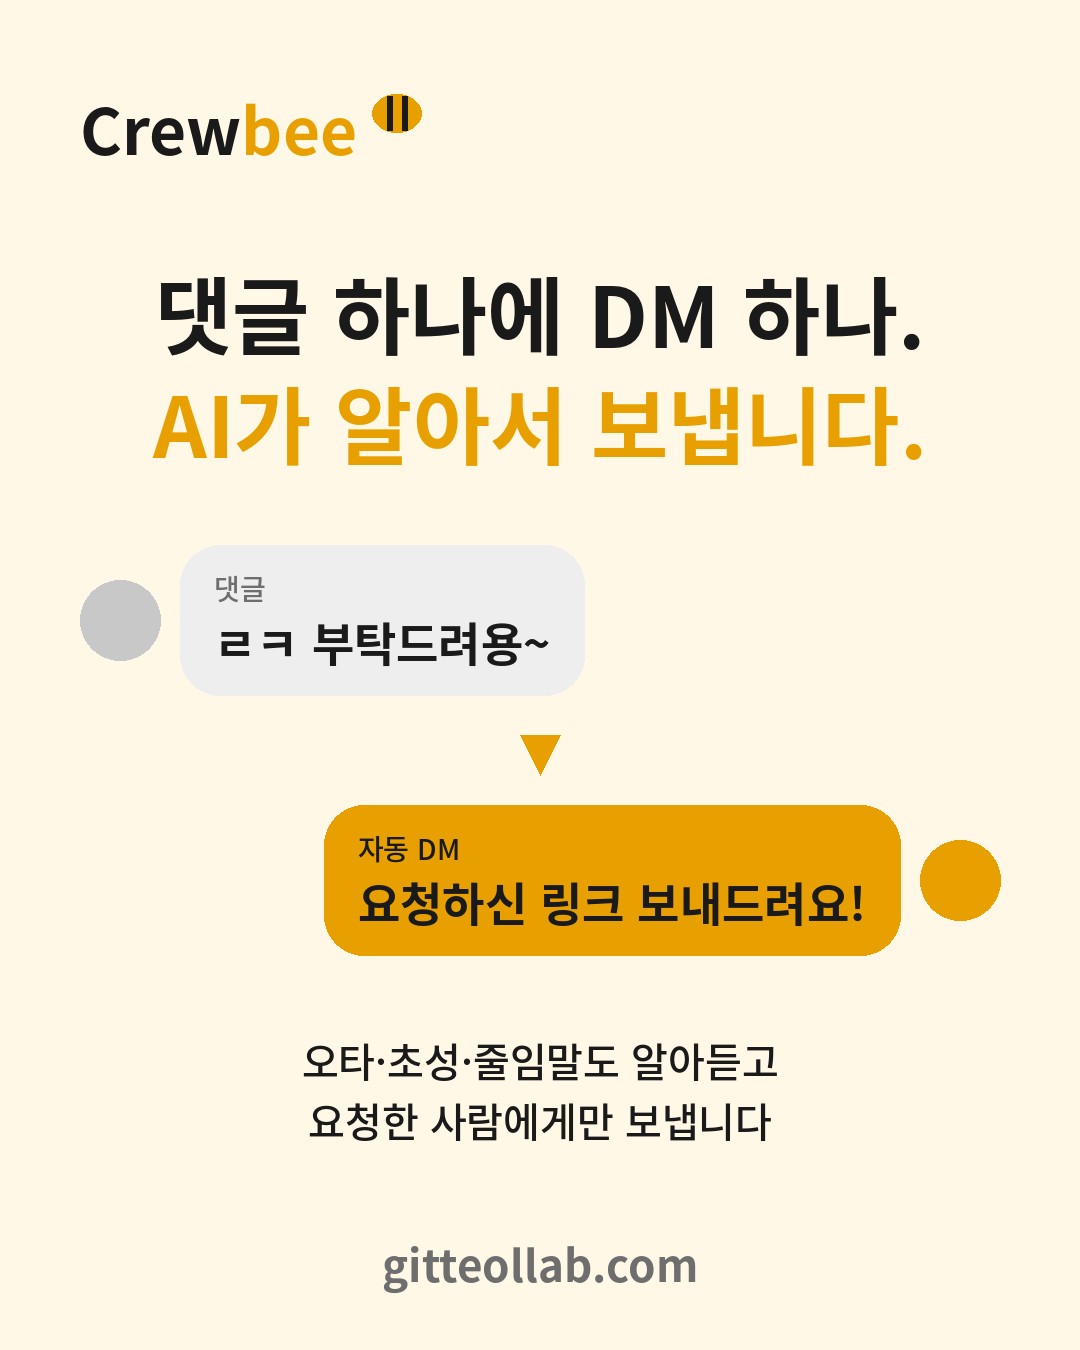 Crewbee
댓글 하나에 DM 하나.
AI가 알아서 보냅니다.
댓글
ㄹㅋ 부탁드려용~
자동 DM
요청하신 링크 보내드려요!
오타·초성·줄임말도 알아듣고
요청한 사람에게만 보냅니다
gitteollab.com